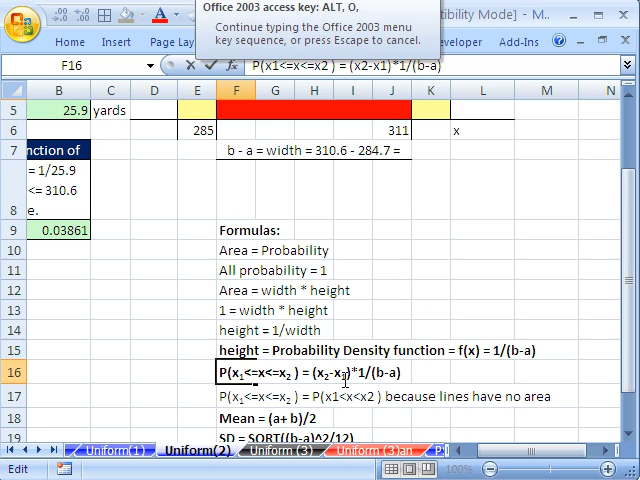 Office 2003 access key: ALT, O,
Continue typing the Office 2003 menu
key sequence, or press Escape to cancel.
tibility Mode] - M...
Home Insert
eloper Add-Ins
F16 P(x1<=x<=x2 ) = (x2-x1)*1/(b-a)
B C D E F G H I J K L M N
5 25.9 yards
6 285 311 x
7 nction of b - a = width = 310.6 - 284.7 =
= 1/25.9
<= 310.6
8 e.
9 0.03861 Formulas:
10 Area = Probability
11 All probability = 1
12 Area = width * height
13 1 = width * height
14 height = 1/width
15 height = Probability Density function = f(x) = 1/(b-a)
16 P(x1<=x<=x2 ) = (x2-x1)*1/(b-a)
17 P(x1<=x<=x2 ) = P(x1<x<x2 ) because lines have no area
18 Mean = (a+ b)/2
19 SD = SQRT((b-a)^2/12)
Uniform(1) Uniform(2) Uniform (3) Uniform (3)an
Edit 100%